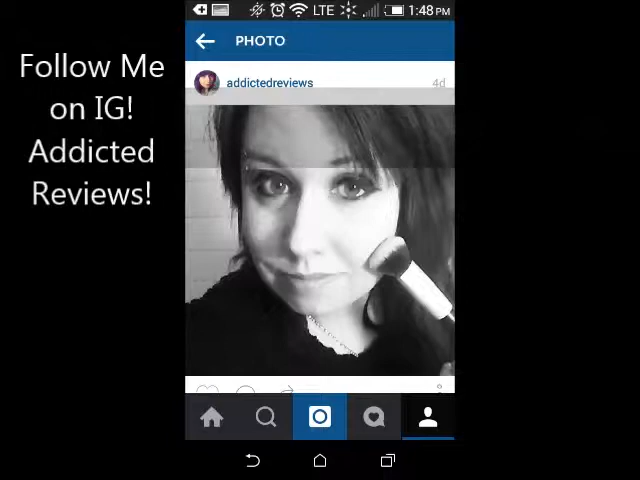 LTE 1:48 PM
PHOTO
addictedreviews 4d
Follow Me
on IG!
Addicted
Reviews!